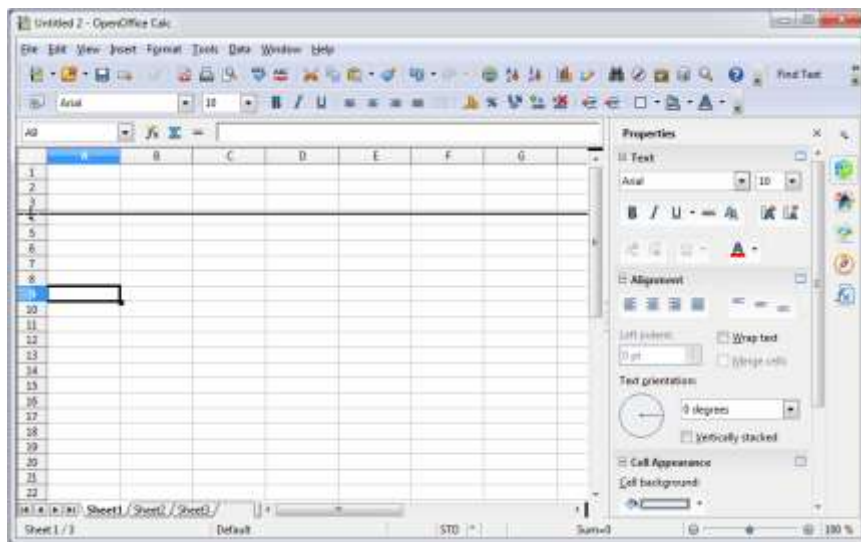 Untitled 2 - OpenOffice Calc
File Edit View Insert Format Tools Data Window Help
Find Text
Arial 10 B I U
A9 =
Properties
A B C D E F G
Text
1
Arial 10
2
3
B I U
4
5
6
A
7
8
Alignment
9
10
11
Left indent: Wrap text
12
0 pt Merge cells
13
14
Text orientation:
15
16
0 degrees
17
18
Vertically stacked
19
20
Cell Appearance
21
Cell background:
22
Sheet1 Sheet2 Sheet3
Sheet 1 / 3 Default STD * Sum=0 100 %